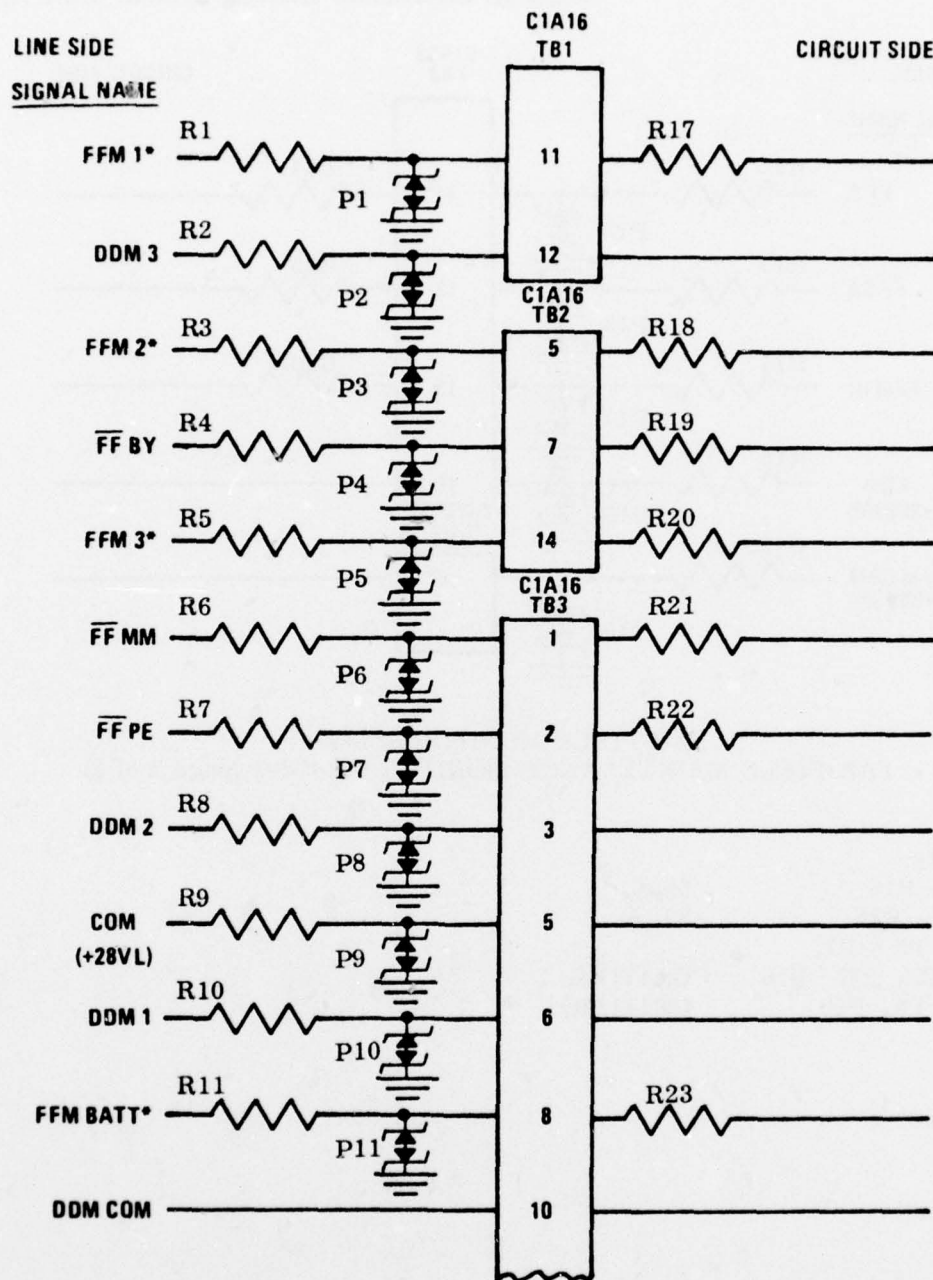 C1A16
LINE SIDE TB1 CIRCUIT SIDE
SIGNAL NAME
R1 R17
FFM 1* 11
P1
R2
DDM 3 12
P2 C1A16
TB2
R3 R18
FFM 2* 5
P3
R4 R19
F̅F̅ BY 7
P4
R5 R20
FFM 3* 14
P5 C1A16
TB3
R6 R21
F̅F̅ MM 1
P6
R7 R22
F̅F̅ PE 2
P7
R8
DDM 2 3
P8
R9
COM 5
(+28VL) P9
R10
DDM 1 6
P10
R11 R23
FFM BATT* 8
P11
DDM COM 10